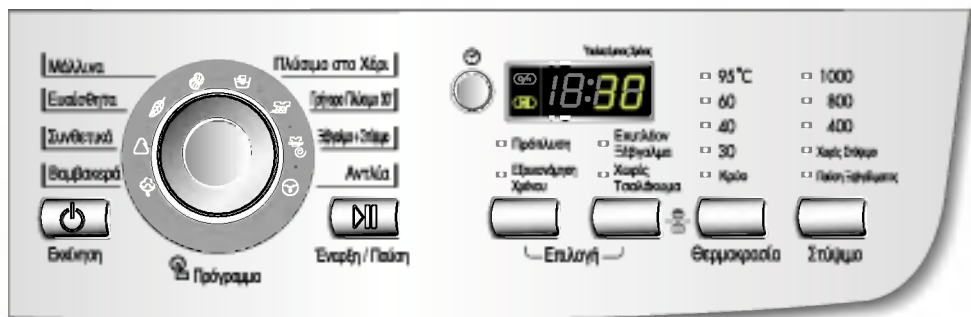 Μάλλινα
Ευαίσθητα
Συνθετικά
Βαμβακερά
Εκκίνηση
Πρόγραμμα
Πλύσιμο στο Χέρι
Γρήγορο Πλύσιμο 30'
Ξέβγαλμα + Στύψιμο
Αντλία
Έναρξη / Παύση
18:30
Πρόπλυση
Εξοικονόμηση
Χρόνου
Επιπλέον
Ξέβγαλμα
Χωρίς
Τσαλάκωμα
Επιλογή
95°C
60
40
30
Κρύο
Θερμοκρασία
1000
800
400
Χωρίς Στύψιμο
Στύψιμο